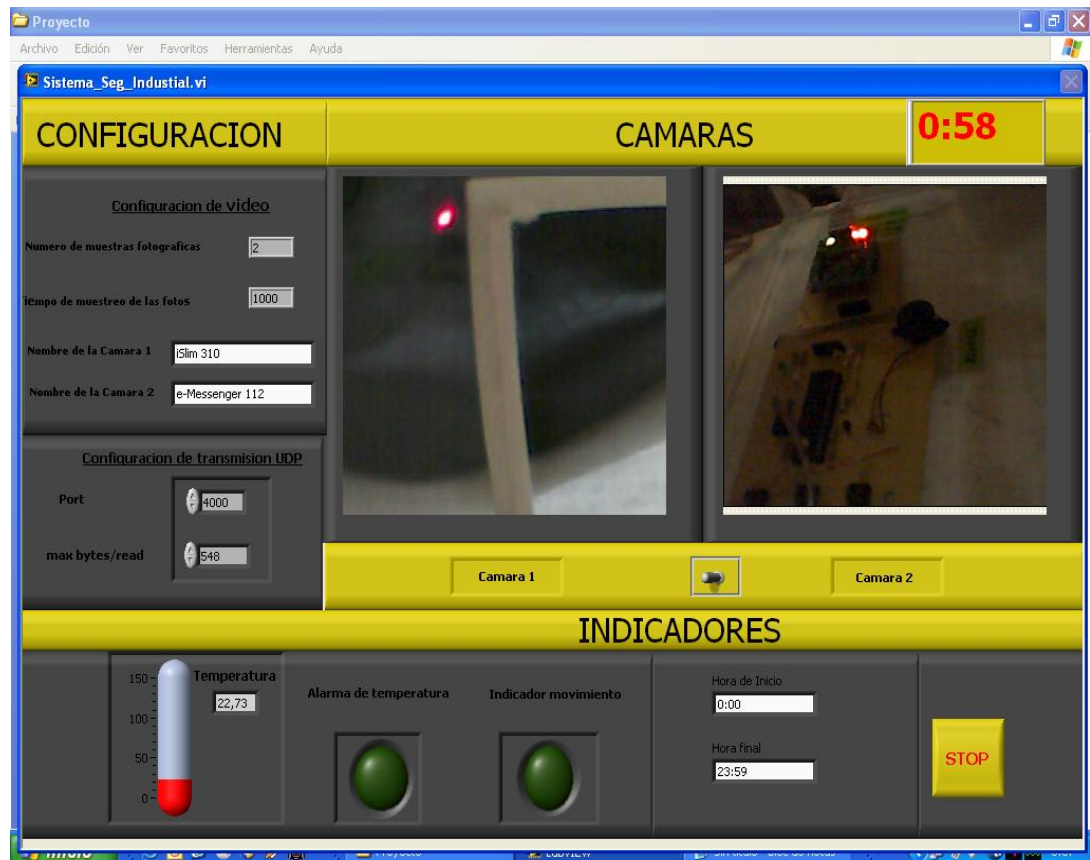 Proyecto
Archivo Edición Ver Favoritos Herramientas Ayuda
Sistema_Seg_Industial.vi
CONFIGURACION
CAMARAS
0:58
Configuracion de video
Numero de muestras fotograficas
2
iempo de muestreo de las fotos
1000
Nombre de la Camara 1
iSlim 310
Nombre de la Camara 2
e-Messenger 112
Configuracion de transmision UDP
Port
4000
max bytes/read
548
Camara 1
Camara 2
INDICADORES
150
100
50
0
Temperatura
22,73
Alarma de temperatura
Indicador movimiento
Hora de Inicio
0:00
Hora final
23:59
STOP